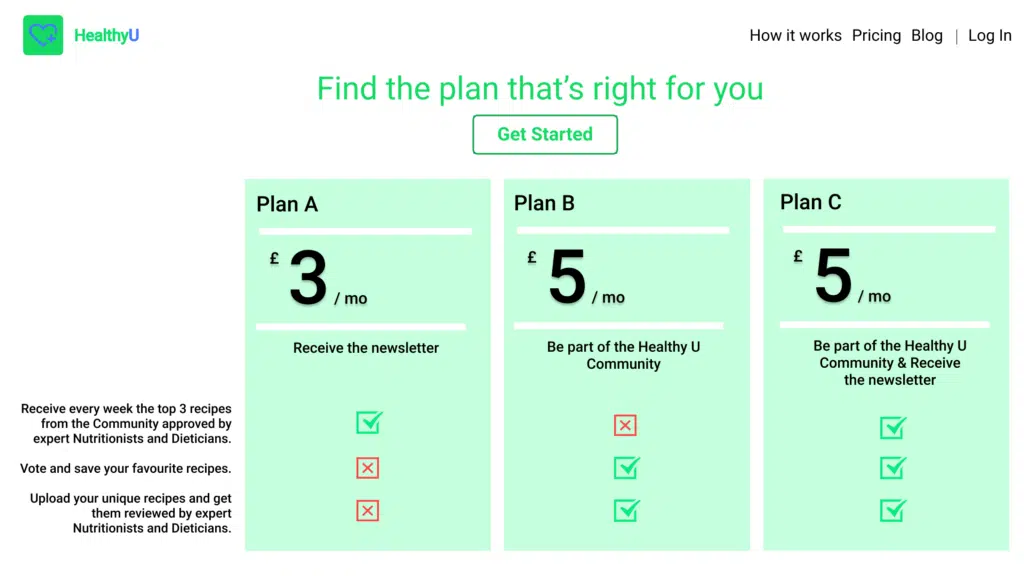 HealthyU
How it works Pricing Blog | Log In
Find the plan that’s right for you
Get Started
Plan A
£ 3 / mo
Receive the newsletter
Plan B
£ 5 / mo
Be part of the Healthy U
Community
Plan C
£ 5 / mo
Be part of the Healthy U
Community & Receive
the newsletter
Receive every week the top 3 recipes
from the Community approved by
expert Nutritionists and Dieticians.
Vote and save your favourite recipes.
Upload your unique recipes and get
them reviewed by expert
Nutritionists and Dieticians.